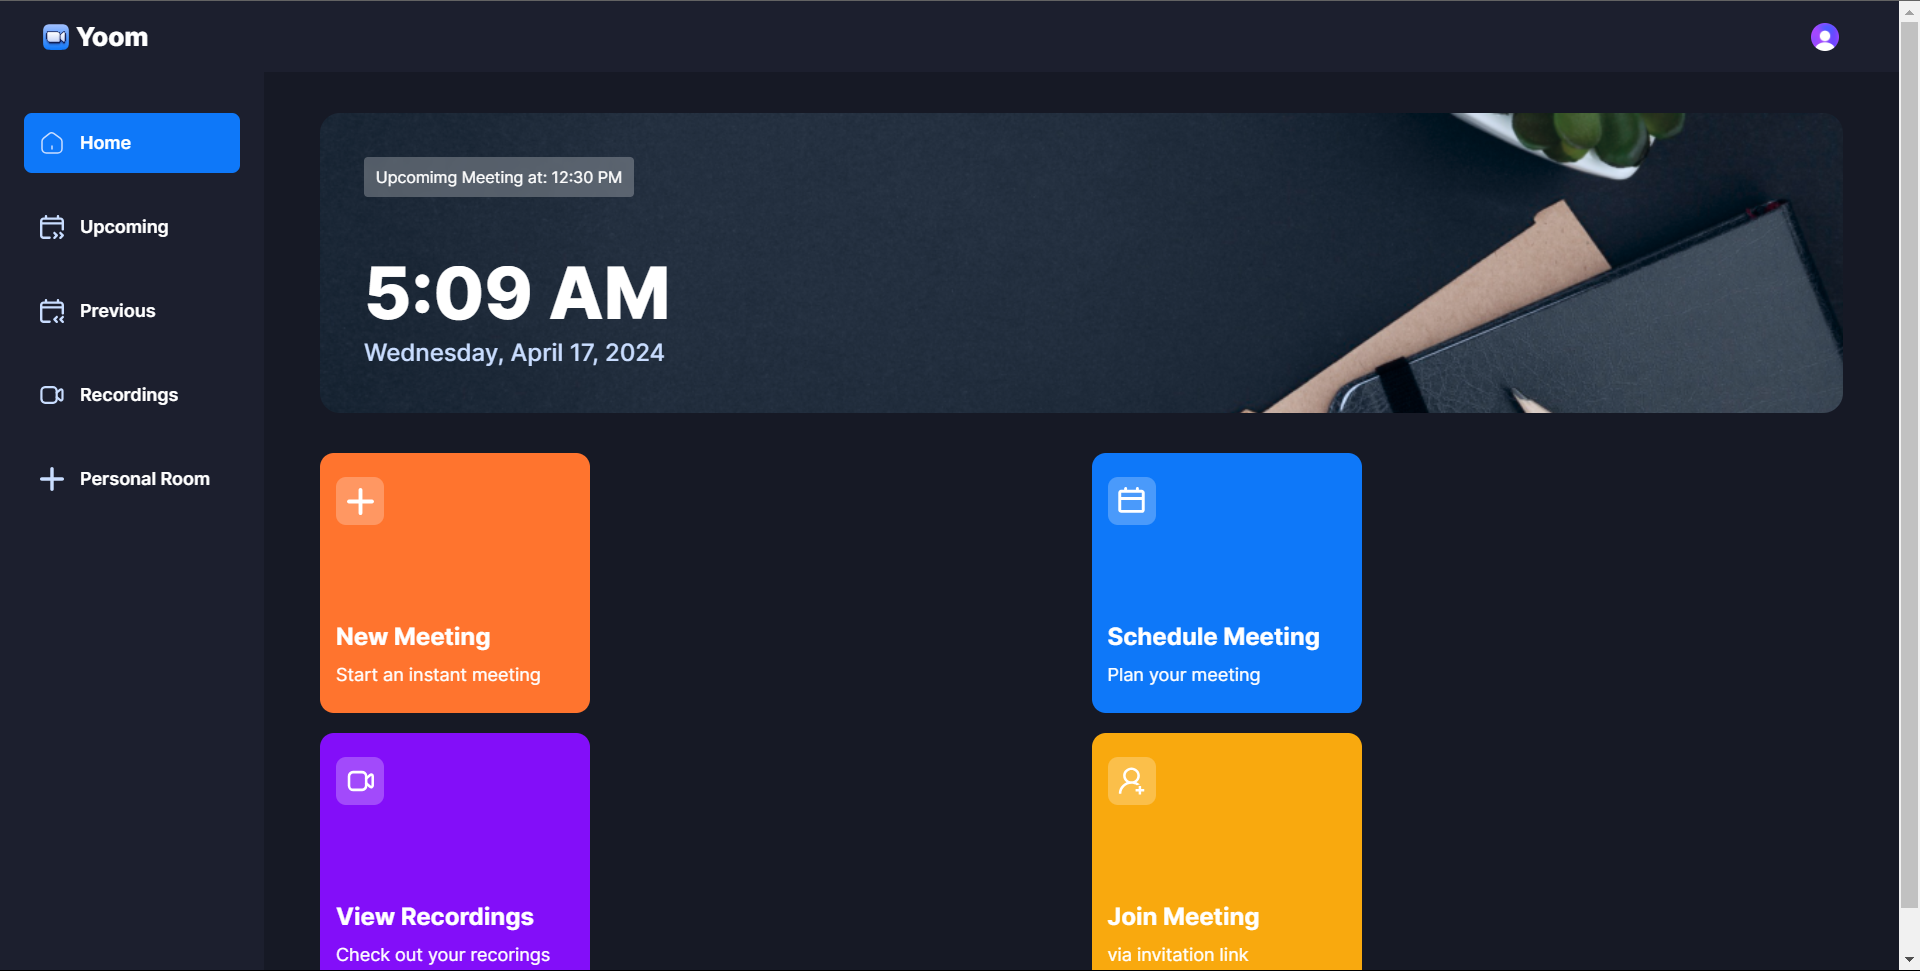 Yoom
Home
Upcoming
Previous
Recordings
Personal Room
Upcomimg Meeting at: 12:30 PM
5:09 AM
Wednesday, April 17, 2024
New Meeting
Start an instant meeting
Schedule Meeting
Plan your meeting
View Recordings
Check out your recorings
Join Meeting
via invitation link